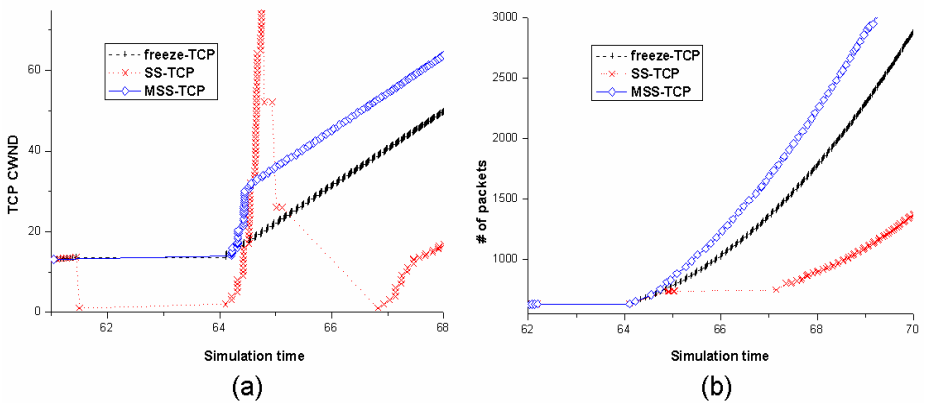 freeze-TCP
SS-TCP
MSS-TCP
TCP CWND
60
40
20
0
62
64
66
68
Simulation time
(a)
freeze-TCP
SS-TCP
MSS-TCP
# of packets
3000
2500
2000
1500
1000
62
64
66
68
70
Simulation time
(b)